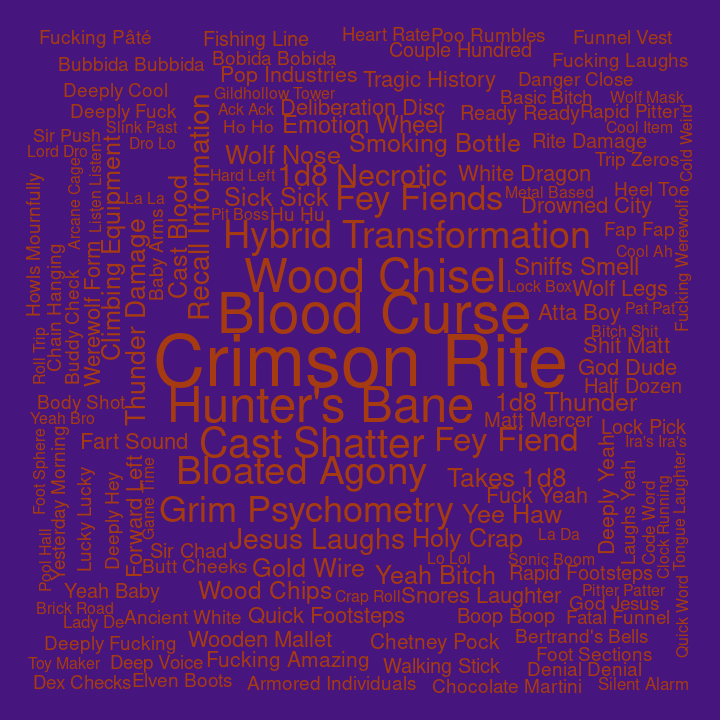 Fucking Pâté
Fishing Line
Heart Rate
Poo Rumbles
Funnel Vest
Couple Hundred
Bubbida Bubbida
Bobida Bobida
Fucking Laughs
Pop Industries
Tragic History
Danger Close
Deeply Cool
Gildhollow Tower
Basic Bitch
Wolf Mask
Deeply Fuck
Ack Ack
Deliberation Disc
Ready Ready
Rapid Pitter
Slink Past
Ho Ho
Emotion Wheel
Cool Item
Sir Push
Dro Lo
Smoking Bottle
Rite Damage
Lord Dro
Wolf Nose
Trip Zeros
Hard Left
1d8 Necrotic
White Dragon
La La
Sick Sick
Fey Fiends
Metal Based
Heel Toe
Pit Boss
Hu Hu
Drowned City
Hybrid Transformation
Fap Fap
Cool Ah
Wood Chisel
Sniffs Smell
Lock Box
Wolf Legs
Blood Curse
Atta Boy
Pat Pat
Bitch Shit
Shit Matt
Crimson Rite
God Dude
Half Dozen
Body Shot
Hunter's Bane
1d8 Thunder
Yeah Bro
Matt Mercer
Lock Pick
Fart Sound
Cast Shatter
Fey Fiend
Ira's Ira's
Bloated Agony
Takes 1d8
Fuck Yeah
Grim Psychometry
Yee Haw
Jesus Laughs
Holy Crap
La Da
Sir Chad
Butt Cheeks
Gold Wire
Lo Lol
Sonic Boom
Yeah Bitch
Rapid Footsteps
Yeah Baby
Wood Chips
Crap Roll
Snores Laughter
Pitter Patter
Brick Road
God Jesus
Lady De
Ancient White
Quick Footsteps
Boop Boop
Fatal Funnel
Deeply Fucking
Wooden Mallet
Chetney Pock
Bertrand's Bells
Toy Maker
Deep Voice
Fucking Amazing
Walking Stick
Foot Sections
Denial Denial
Dex Checks
Elven Boots
Armored Individuals
Chocolate Martini
Silent Alarm
Howls Mournfully
Roll Trip
Chain Hanging
Buddy Check
Arcane Cage
Listen Listen
Werewolf Form
Climbing Equipment
Thunder Damage
Baby Arms
Cast Blood
Recall Information
Cold Weird
Fucking Werewolf
Foot Sphere
Pool Hall
Yesterday Morning
Lucky Lucky
Deeply Hey
Forward Left
Game Time
Deeply Yeah
Laughs Yeah
Code Word
Clock Running
Tongue Laughter
Quick Word